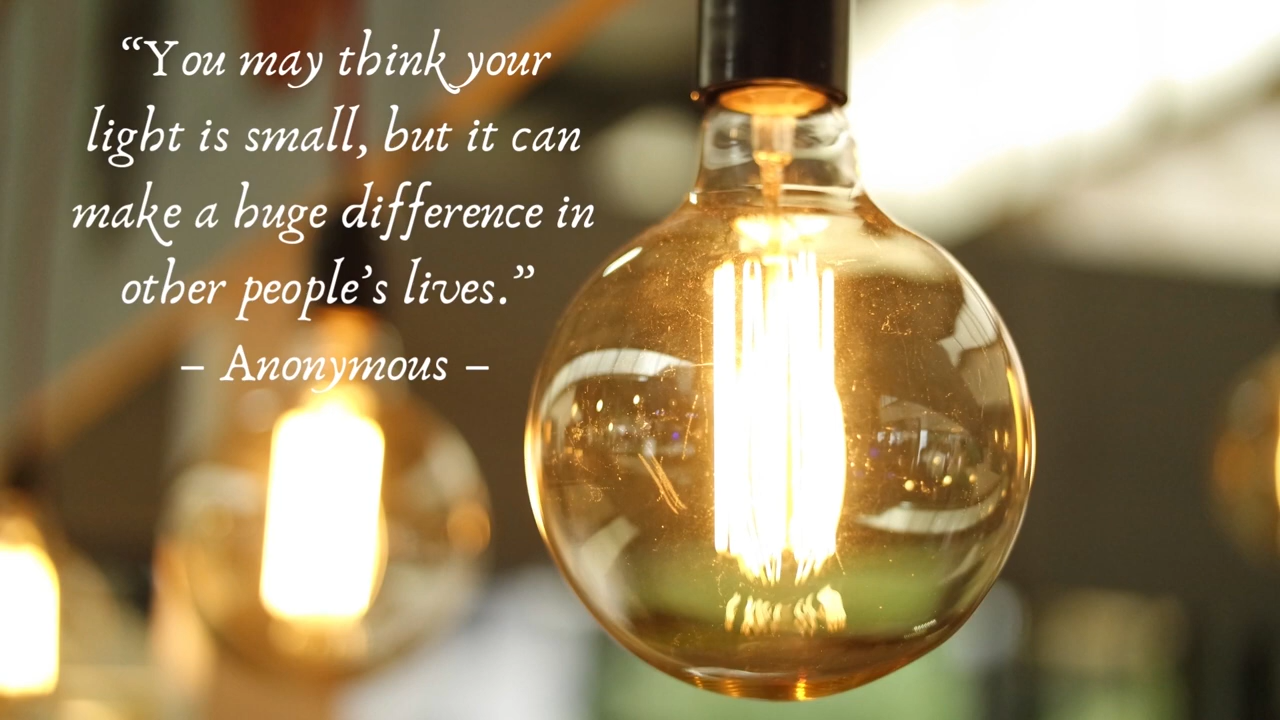 “You may think your
light is small, but it can
make a huge difference in
other people’s lives.”
– Anonymous –